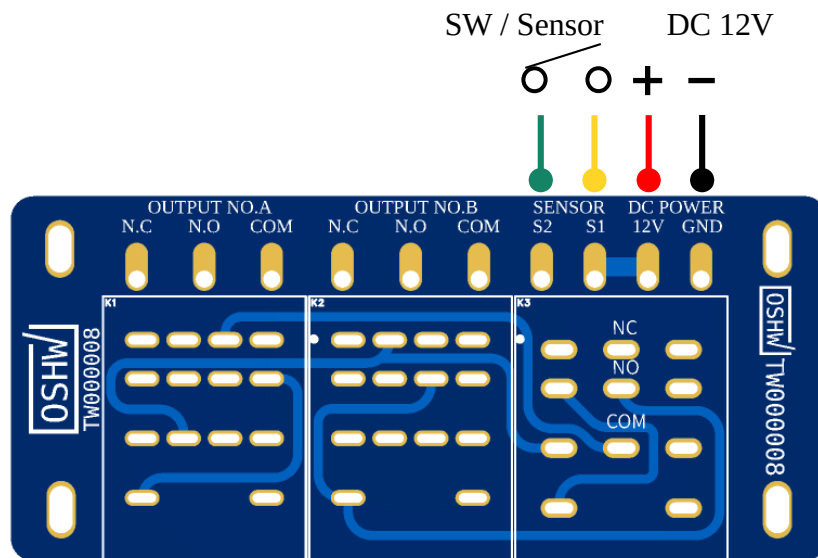 SW / Sensor DC 12V
OUTPUT NO.A OUTPUT NO.B SENSOR DC POWER
N.C N.O COM N.C N.O COM S2 S1 12V GND
K1 K2 K3
OSHW
TW000008
NC
NO
COM
OSHW
TW000008